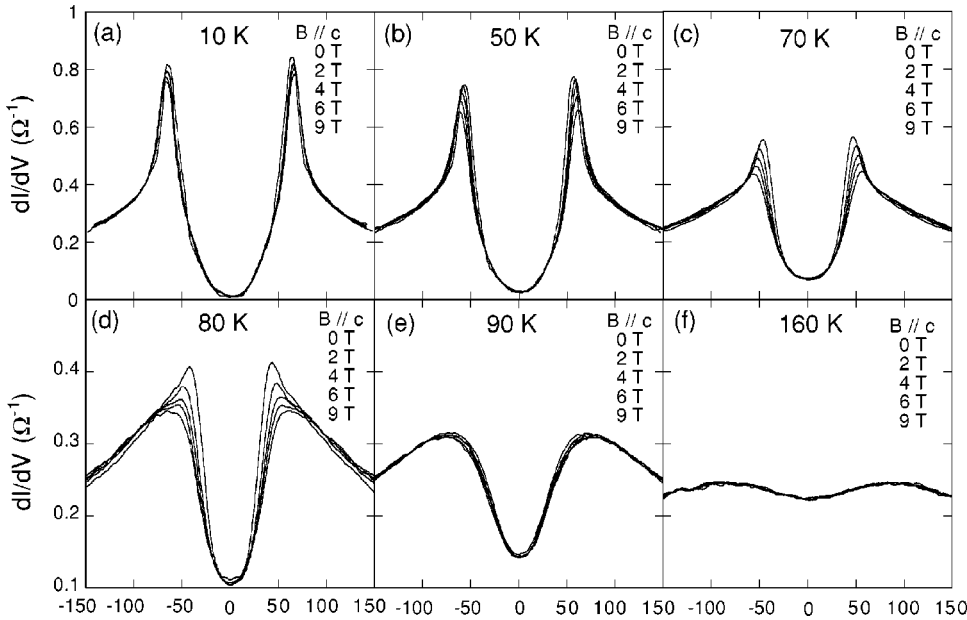 (a) 10 K B // c
0 T
2 T
4 T
6 T
9 T
(b) 50 K B // c
0 T
2 T
4 T
6 T
9 T
(c) 70 K B // c
0 T
2 T
4 T
6 T
9 T
1
0.8
0.6
0.4
0.2
0
dI/dV (Ω⁻¹)
(d) 80 K B // c
0 T
2 T
4 T
6 T
9 T
(e) 90 K B // c
0 T
2 T
4 T
6 T
9 T
(f) 160 K B // c
0 T
2 T
4 T
6 T
9 T
0.4
0.3
0.2
0.1
dI/dV (Ω⁻¹)
-150 -100 -50 0 50 100 150 -100 -50 0 50 100 150 -100 -50 0 50 100 150